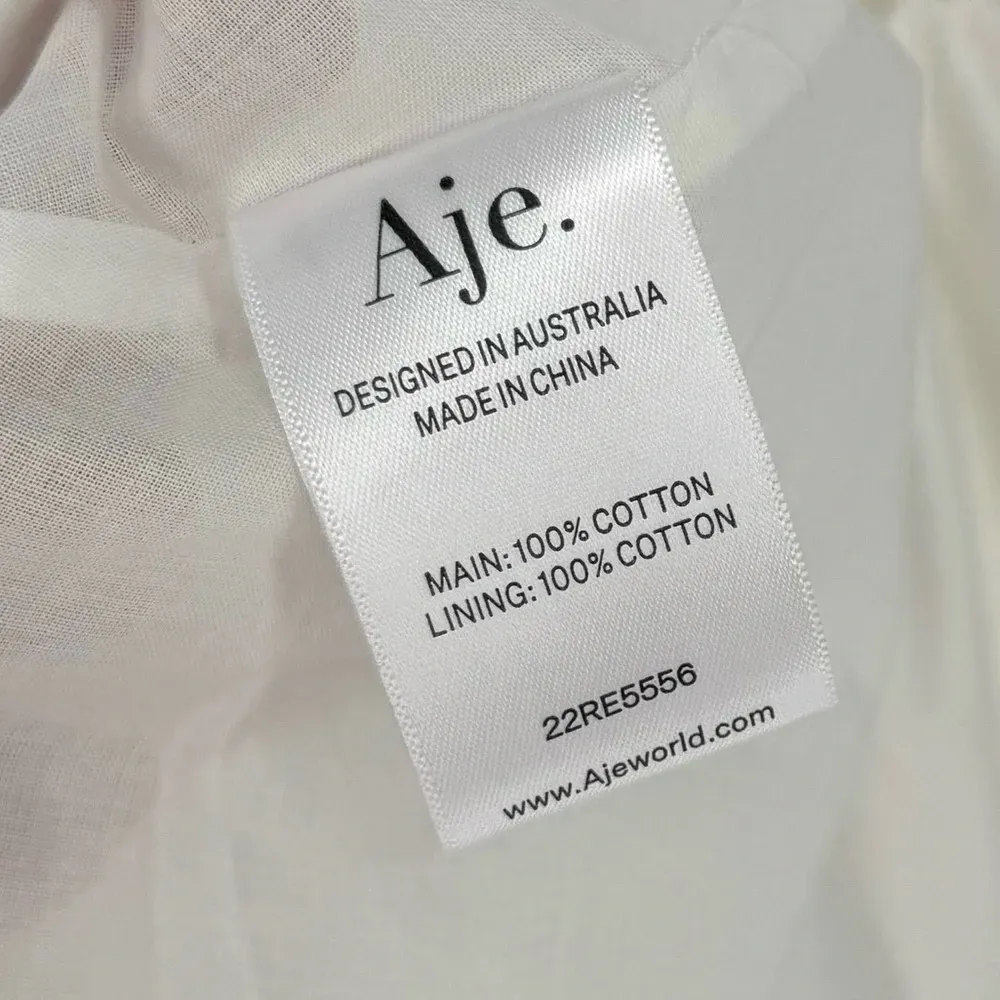 Aje.
DESIGNED IN AUSTRALIA
MADE IN CHINA
MAIN: 100% COTTON
LINING: 100% COTTON
22RE5556
www.Ajeworld.com